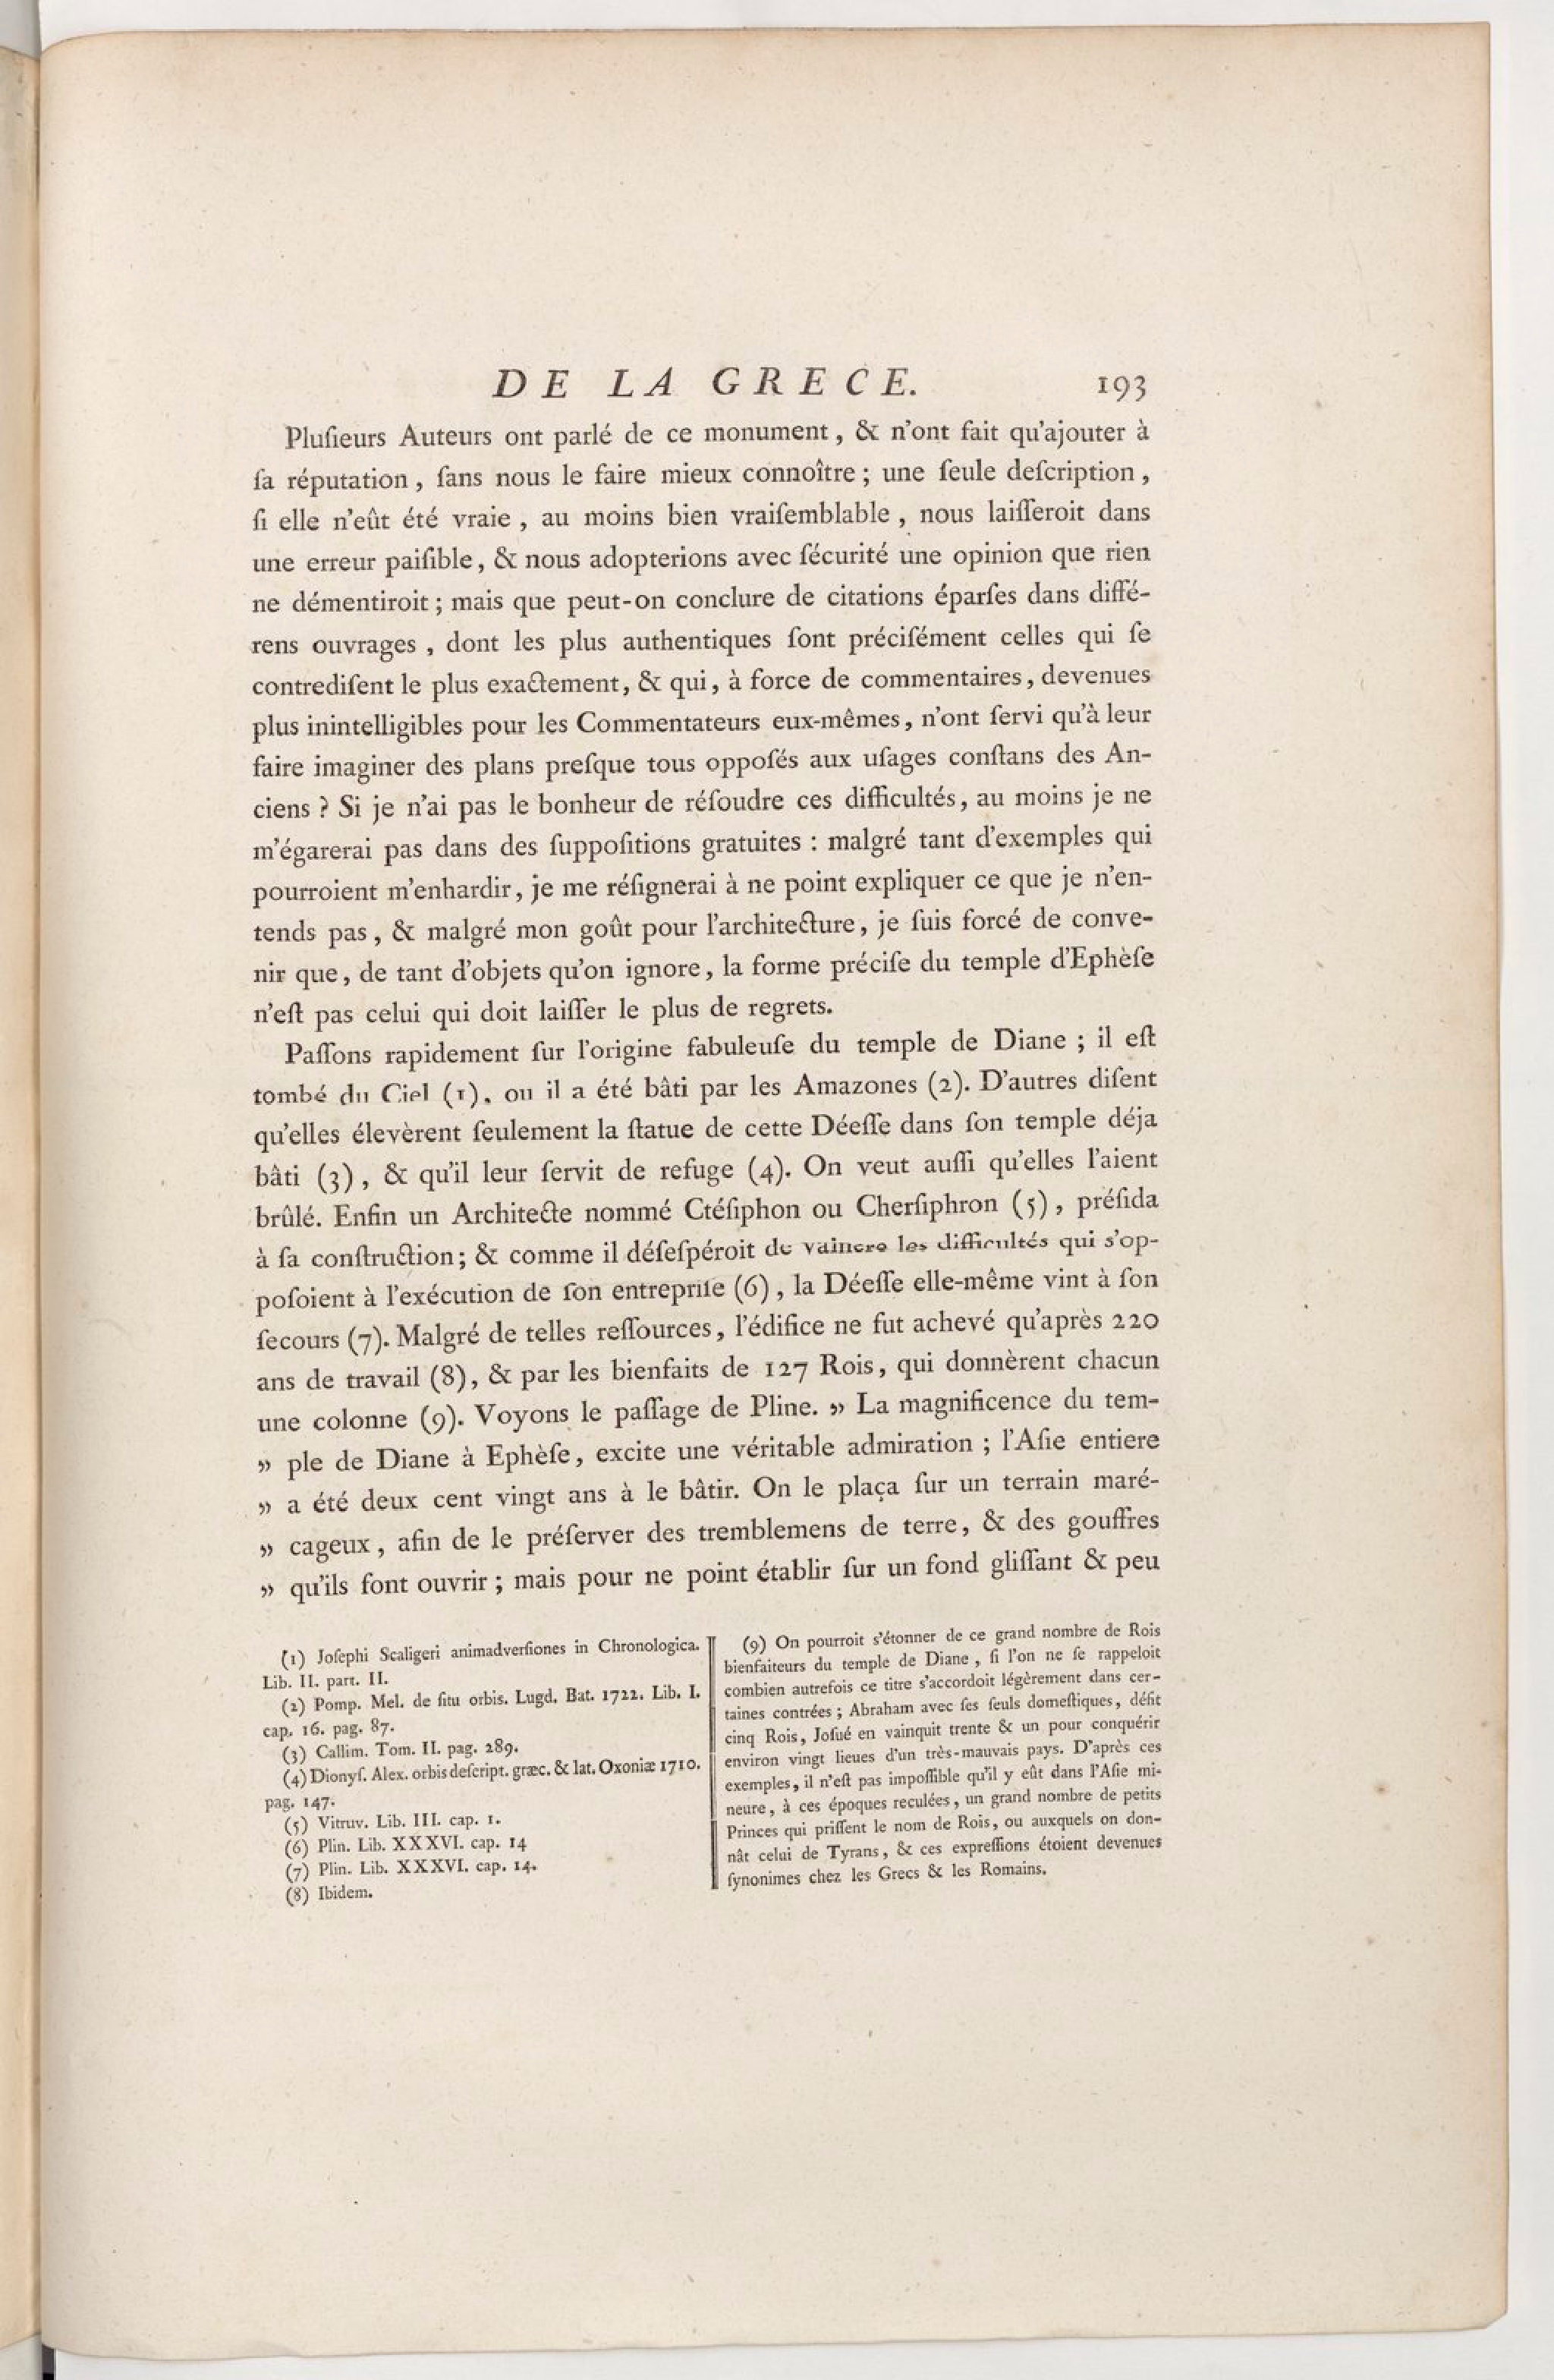 DE LA GRECE. 193
Pluſieurs Auteurs ont parlé de ce monument, & n'ont fait qu'ajouter à
ſa réputation, ſans nous le faire mieux connoître ; une ſeule deſcription,
ſi elle n'eût été vraie, au moins bien vraiſemblable, nous laiſſeroit dans
une erreur paiſible, & nous adopterions avec ſécurité une opinion que rien
ne démentiroit ; mais que peut-on conclure de citations éparſes dans diffé-
rens ouvrages, dont les plus authentiques ſont préciſément celles qui ſe
contrediſent le plus exactement, & qui, à force de commentaires, devenues
plus inintelligibles pour les Commentateurs eux-mêmes, n'ont ſervi qu'à leur
faire imaginer des plans preſque tous oppoſés aux uſages conſtans des An-
ciens ? Si je n'ai pas le bonheur de réſoudre ces difficultés, au moins je ne
m'égarerai pas dans des ſuppoſitions gratuites : malgré tant d'exemples qui
pourroient m'enhardir, je me réſignerai à ne point expliquer ce que je n'en-
tends pas, & malgré mon goût pour l'architecture, je ſuis forcé de conve-
nir que, de tant d'objets qu'on ignore, la forme préciſe du temple d'Ephèſe
n'eſt pas celui qui doit laiſſer le plus de regrets.
Paſſons rapidement ſur l'origine fabuleuſe du temple de Diane ; il eſt
tombé du Ciel (1), ou il a été bâti par les Amazones (2). D'autres diſent
qu'elles élevèrent ſeulement la ſtatue de cette Déeſſe dans ſon temple déja
bâti (3), & qu'il leur ſervit de refuge (4). On veut auſſi qu'elles l'aient
brûlé. Enfin un Architecte nommé Ctéſiphon ou Cherſiphron (5), préſida
à ſa conſtruction; & comme il déſeſpéroit de vaincre les difficultés qui s'op-
poſoient à l'exécution de ſon entrepriſe (6), la Déeſſe elle-même vint à ſon
ſecours (7). Malgré de telles reſſources, l'édifice ne fut achevé qu'après 220
ans de travail (8), & par les bienfaits de 127 Rois, qui donnèrent chacun
une colonne (9). Voyons le paſſage de Pline. » La magnificence du tem-
» ple de Diane à Ephèſe, excite une véritable admiration ; l'Aſie entiere
» a été deux cent vingt ans à le bâtir. On le plaça ſur un terrain maré-
» cageux, afin de le préſerver des tremblemens de terre, & des gouffres
» qu'ils font ouvrir ; mais pour ne point établir ſur un fond gliſſant & peu
(1) Joſephi Scaligeri animadverſiones in Chronologica.
Lib. II. part. II.
(2) Pomp. Mel. de ſitu orbis. Lugd. Bat. 1722. Lib. I.
cap. 16. pag. 87.
(3) Callim. Tom. II. pag. 289.
(4) Dionyſ. Alex. orbis deſcript. græc. & lat. Oxoniæ 1710.
pag. 147.
(5) Vitruv. Lib. III. cap. 1.
(6) Plin. Lib. XXXVI. cap. 14
(7) Plin. Lib. XXXVI. cap. 14.
(8) Ibidem.
(9) On pourroit s'étonner de ce grand nombre de Rois
bienfaiteurs du temple de Diane, ſi l'on ne ſe rappeloit
combien autrefois ce titre s'accordoit légèrement dans cer-
taines contrées ; Abraham avec ſes ſeuls domeſtiques, défit
cinq Rois, Joſué en vainquit trente & un pour conquérir
environ vingt lieues d'un très-mauvais pays. D'après ces
exemples, il n'eſt pas impoſſible qu'il y eût dans l'Aſie mi-
neure, à ces époques reculées, un grand nombre de petits
Princes qui priſſent le nom de Rois, ou auxquels on don-
nât celui de Tyrans, & ces expreſſions étoient devenues
ſynonimes chez les Grecs & les Romains.